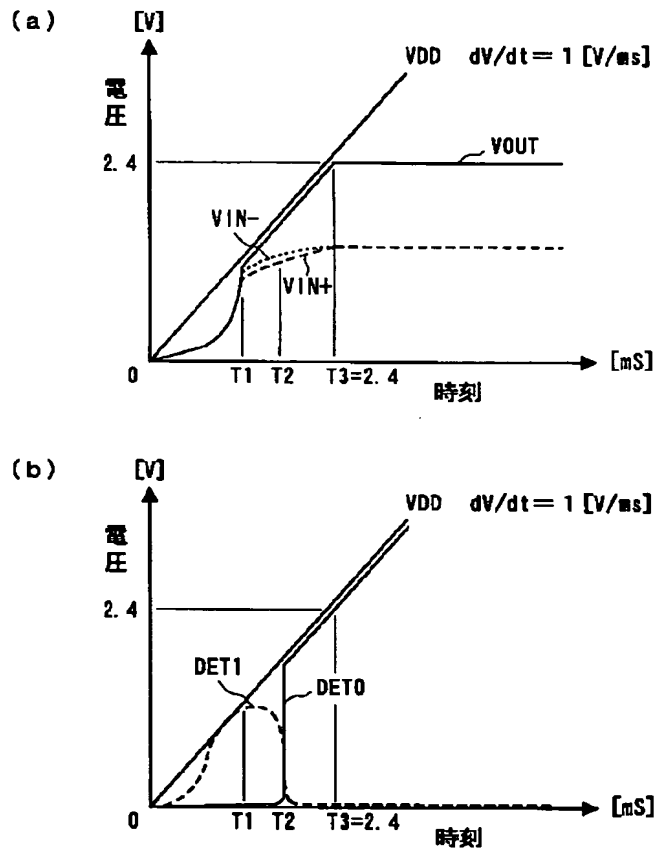 (a)
[V]
電圧
VDD dV/dt=1[V/ms]
2.4
VOUT
VIN-
VIN+
0
T1
T2
T3=2.4
[mS]
時刻
(b)
[V]
電圧
VDD dV/dt=1[V/ms]
2.4
DET1
DET0
0
T1
T2
T3=2.4
[mS]
時刻